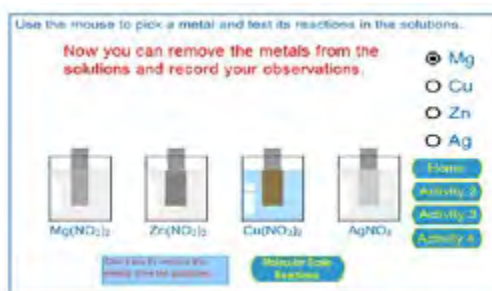 Use the mouse to pick a metal and test its reactions in the solutions.
Now you can remove the metals from the
solutions and record your observations.
Mg
Cu
Zn
Ag
Activity 2
Activity 3
Activity 4
Mg(NO₃)₂
Zn(NO₃)₂
Cu(NO₃)₂
AgNO₃
Molecular Scale
Reactions